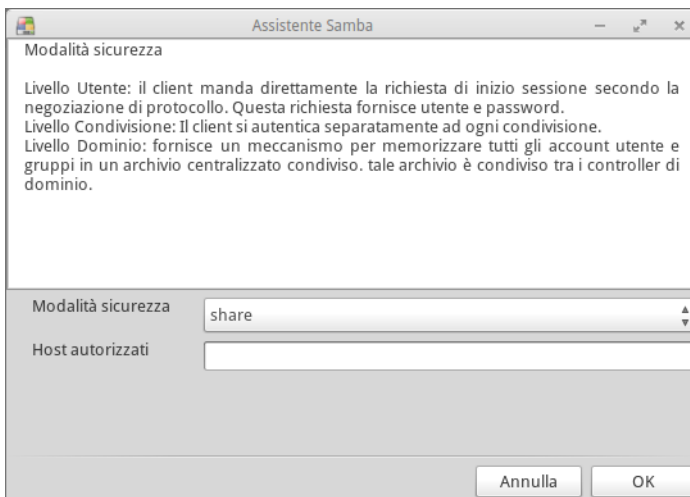 Assistente Samba
Modalità sicurezza
Livello Utente: il client manda direttamente la richiesta di inizio sessione secondo la
negoziazione di protocollo. Questa richiesta fornisce utente e password.
Livello Condivisione: Il client si autentica separatamente ad ogni condivisione.
Livello Dominio: fornisce un meccanismo per memorizzare tutti gli account utente e
gruppi in un archivio centralizzato condiviso. tale archivio è condiviso tra i controller di
dominio.
Modalità sicurezza
share
Host autorizzati
Annulla
OK